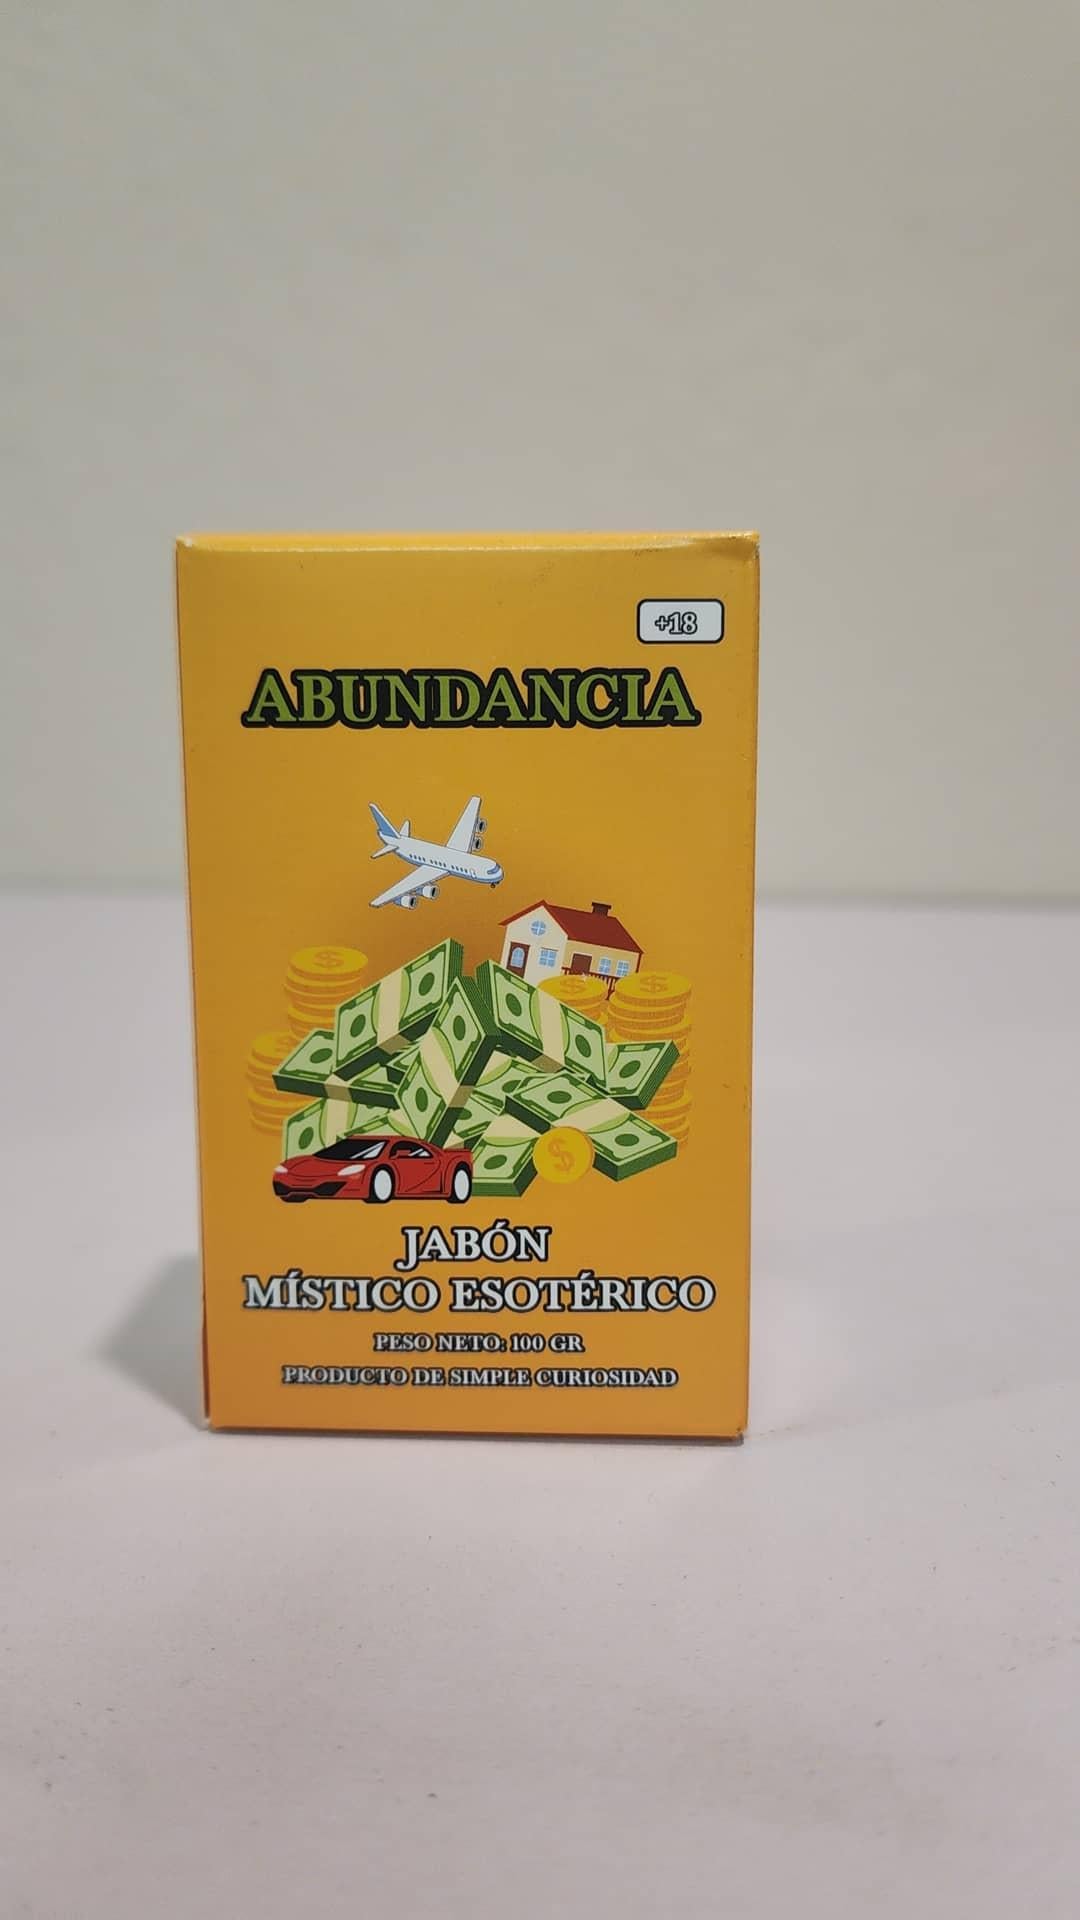 +18
ABUNDANCIA
JABÓN
MÍSTICO ESOTÉRICO
PESO NETO: 100 GR
PRODUCTO DE SIMPLE CURIOSIDAD